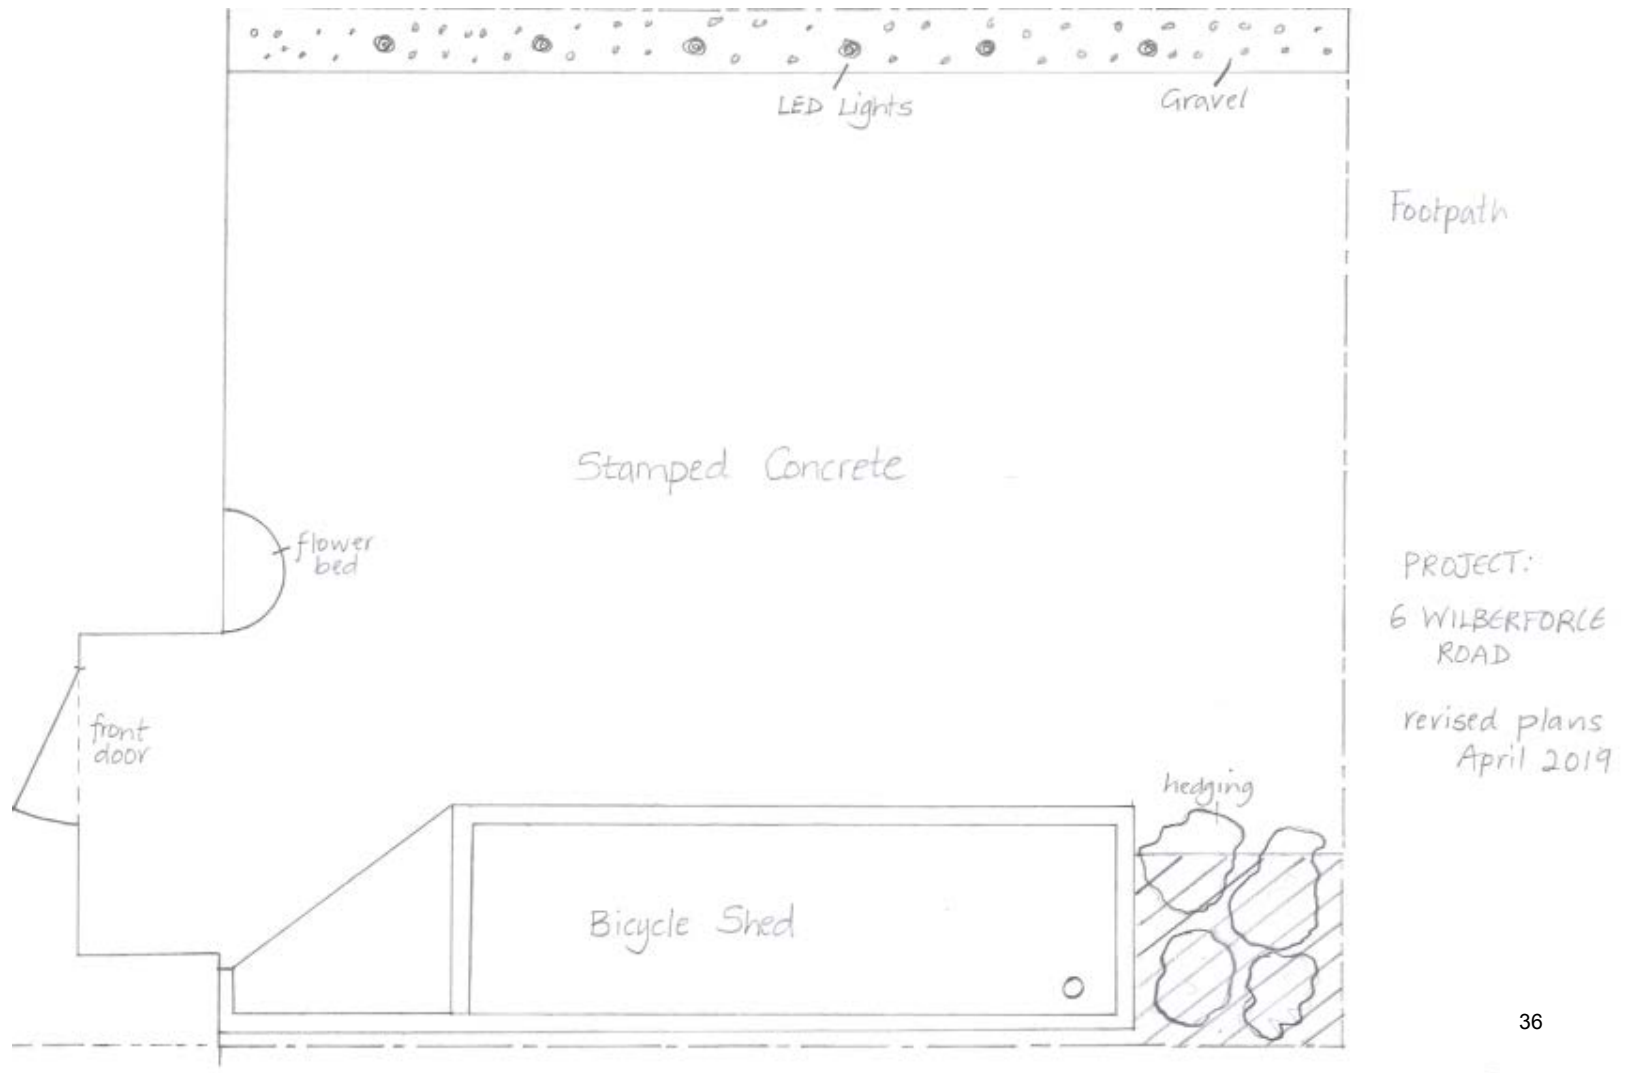 LED Lights
Gravel
Footpath
Stamped Concrete
flower
bed
PROJECT:
6 WILBERFORCE
ROAD
front
door
revised plans
April 2019
hedging
Bicycle Shed
36